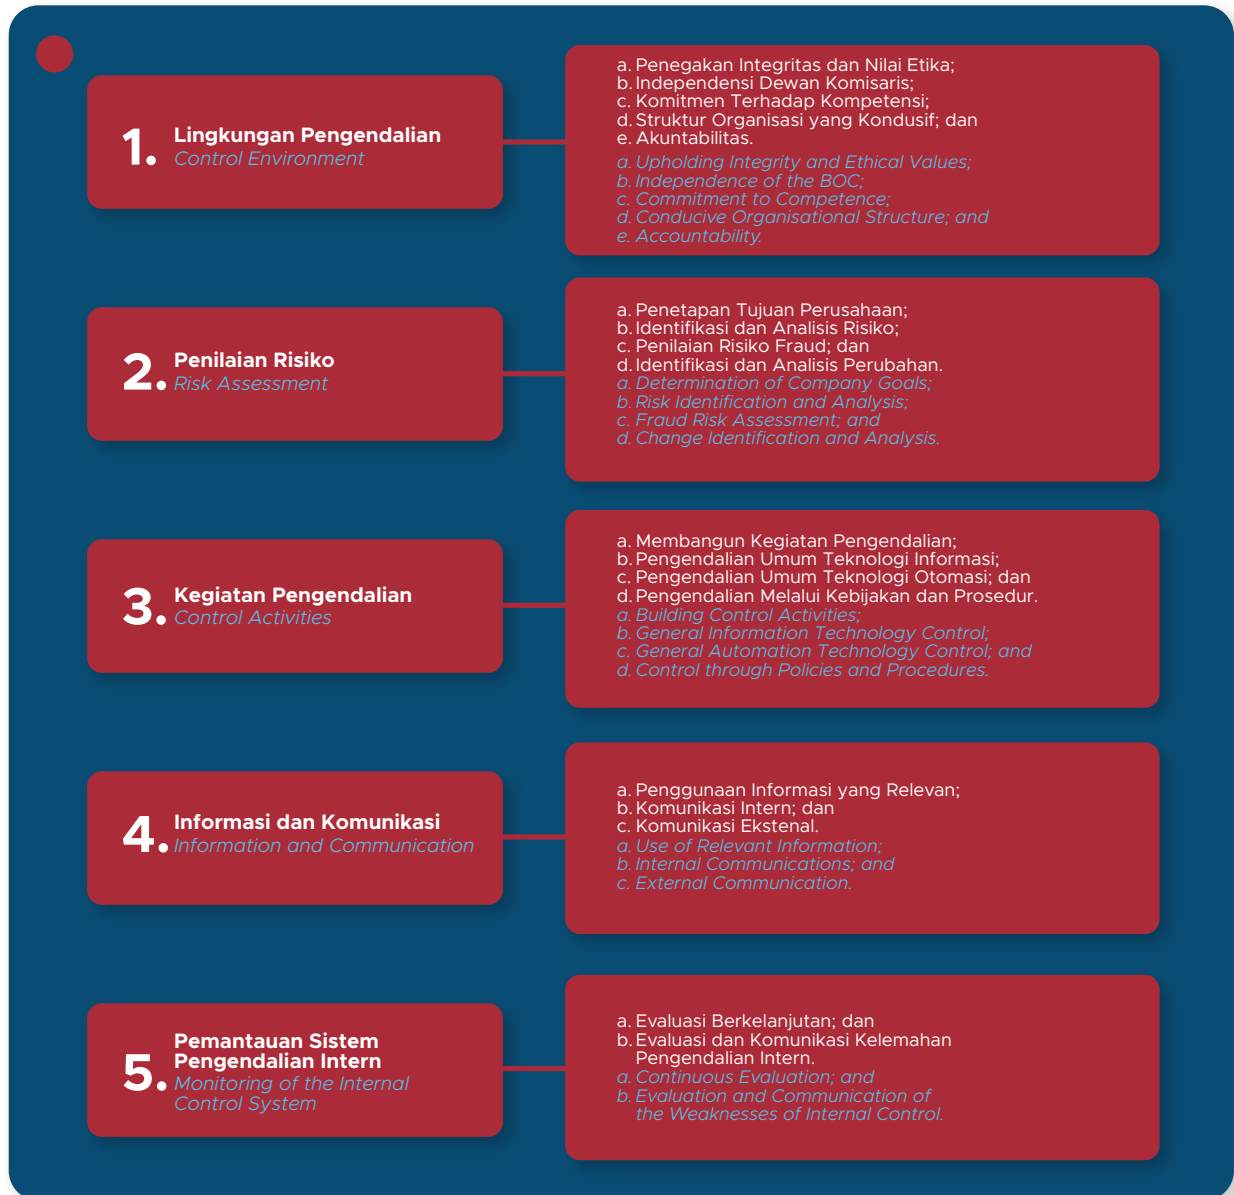 1.
Lingkungan Pengendalian
Control Environment
a. Penegakan Integritas dan Nilai Etika;
b. Independensi Dewan Komisaris;
c. Komitmen Terhadap Kompetensi;
d. Struktur Organisasi yang Kondusif; dan
e. Akuntabilitas.
a. Upholding Integrity and Ethical Values;
b. Independence of the BOC;
c. Commitment to Competence;
d. Conducive Organisational Structure; and
e. Accountability.
2.
Penilaian Risiko
Risk Assessment
a. Penetapan Tujuan Perusahaan;
b. Identifikasi dan Analisis Risiko;
c. Penilaian Risiko Fraud; dan
d. Identifikasi dan Analisis Perubahan.
a. Determination of Company Goals;
b. Risk Identification and Analysis;
c. Fraud Risk Assessment; and
d. Change Identification and Analysis.
3.
Kegiatan Pengendalian
Control Activities
a. Membangun Kegiatan Pengendalian;
b. Pengendalian Umum Teknologi Informasi;
c. Pengendalian Umum Teknologi Otomasi; dan
d. Pengendalian Melalui Kebijakan dan Prosedur.
a. Building Control Activities;
b. General Information Technology Control;
c. General Automation Technology Control; and
d. Control through Policies and Procedures.
4.
Informasi dan Komunikasi
Information and Communication
a. Penggunaan Informasi yang Relevan;
b. Komunikasi Intern; dan
c. Komunikasi Ekstenal.
a. Use of Relevant Information;
b. Internal Communications; and
c. External Communication.
5.
Pemantauan Sistem
Pengendalian Intern
Monitoring of the Internal
Control System
a. Evaluasi Berkelanjutan; dan
b. Evaluasi dan Komunikasi Kelemahan
Pengendalian Intern.
a. Continuous Evaluation; and
b. Evaluation and Communication of
the Weaknesses of Internal Control.